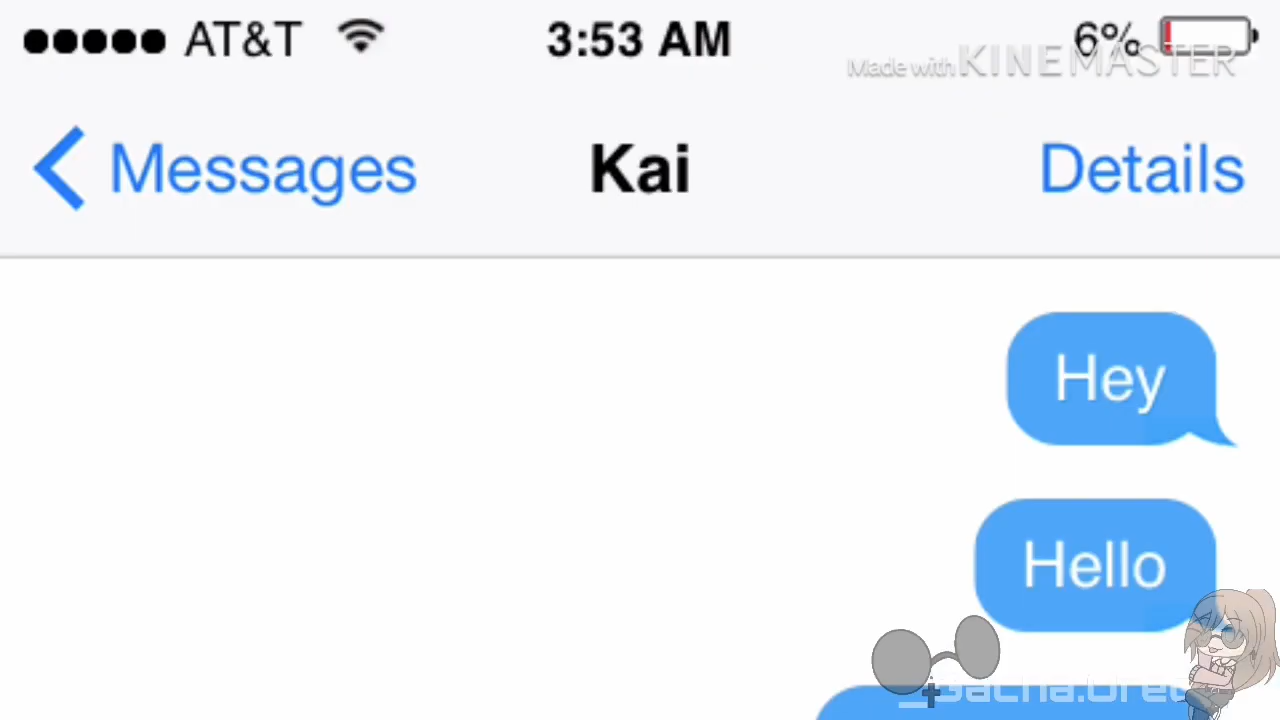 AT&T 3:53 AM 6%
Made with KINEMASTER
Messages Kai Details
Hey
Hello